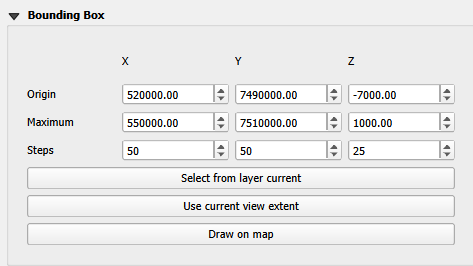 Bounding Box
X Y Z
Origin 520000.00 7490000.00 -7000.00
Maximum 550000.00 7510000.00 1000.00
Steps 50 50 25
Select from layer current
Use current view extent
Draw on map